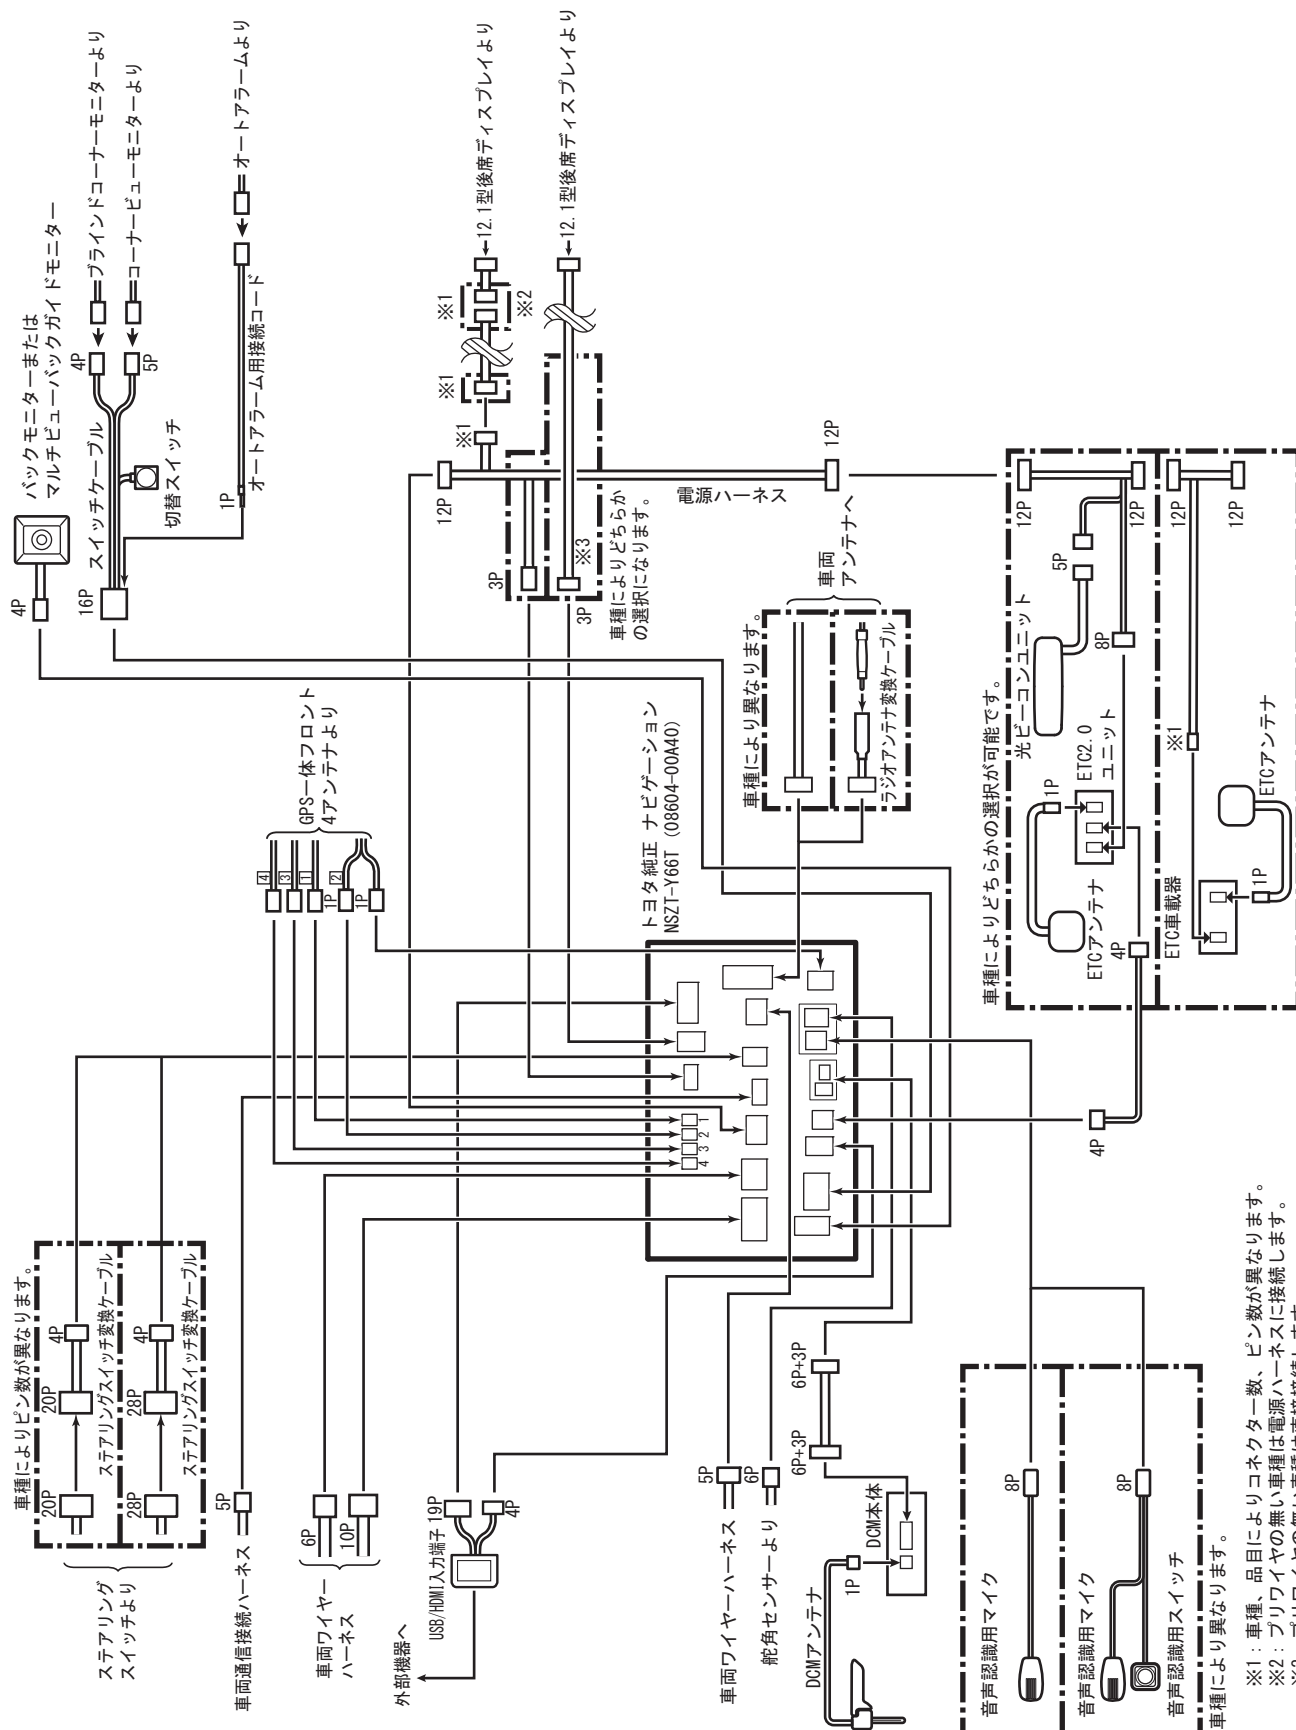 車種によりピン数が異なります。
20P
20P
4P
ステアリングスイッチ変換ケーブル
28P
28P
4P
ステアリングスイッチ変換ケーブル
ステアリング
スイッチより
5P
車両通信接続ハーネス
6P
10P
車両ワイヤー
ハーネス
19P
4P
USB/HDMI入力端子
外部機器へ
5P
車両ワイヤーハーネス
6P
舵角センサーより
6P+3P
6P+3P
DCM本体
1P
DCMアンテナ
8P
音声認識用マイク
8P
音声認識用マイク
音声認識用スイッチ
車種により異なります。
4
3
1
2
1P
1P
GPS一体フロント
4アンテナより
トヨタ純正 ナビゲーション
NSZT-Y66T (08604-00A40)
1
2
3
4
バックモニターまたは
マルチビューバックガイドモニター
4P
16P
スイッチケーブル
切替スイッチ
4P
ブラインドコーナーモニターより
5P
コーナービューモニターより
1P
オートアラーム用接続コード
オートアラームより
12P
※1
※1
※1
※2
12.1型後席ディスプレイより
12.1型後席ディスプレイより
3P
3P
※3
車種によりどちらか
の選択になります。
電源ハーネス
12P
車種により異なります。
ラジオアンテナ変換ケーブル
車両
アンテナへ
車種によりどちらかの選択が可能です。
光ビーコンユニット
5P
12P
12P
8P
ETC2.0
ユニット
1P
ETCアンテナ
4P
4P
ETC車載器
※1
12P
12P
1P
ETCアンテナ
※1：車種、品目によりコネクター数、ピン数が異なります。
※2：プリワイヤの無い車種は電源ハーネスに接続します。